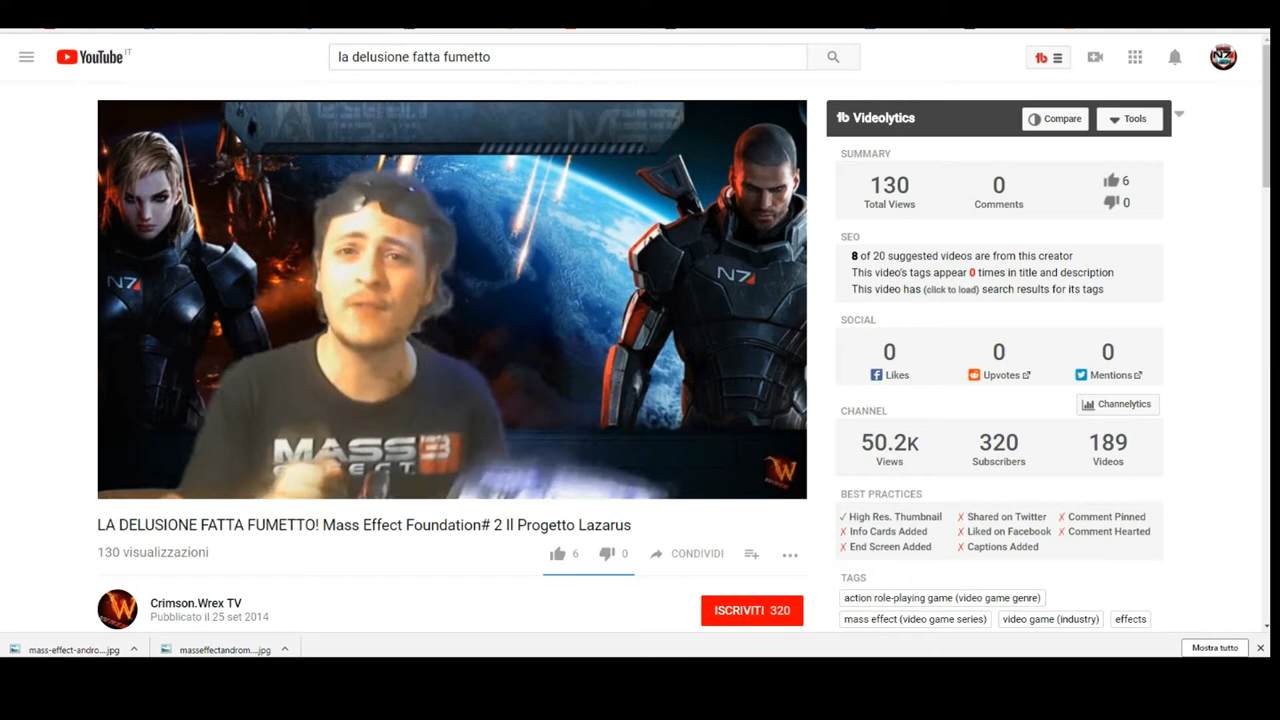 YouTube IT
la delusione fatta fumetto
N7
N7
MASS
EFFECT 3
W
LA DELUSIONE FATTA FUMETTO! Mass Effect Foundation# 2 Il Progetto Lazarus
130 visualizzazioni
6 0 CONDIVIDI
Crimson.Wrex TV
Pubblicato il 25 set 2014
ISCRIVITI 320
tb Videolytics Compare Tools
SUMMARY
130 0 6
Total Views Comments 0
SEO
8 of 20 suggested videos are from this creator
This video's tags appear 0 times in title and description
This video has (click to load) search results for its tags
SOCIAL
0 0 0
Likes Upvotes Mentions
Channelytics
CHANNEL
50.2K 320 189
Views Subscribers Videos
BEST PRACTICES
✓ High Res. Thumbnail ✗ Shared on Twitter ✗ Comment Pinned
✗ Info Cards Added ✗ Liked on Facebook ✗ Comment Hearted
✗ End Screen Added ✗ Captions Added
TAGS
action role-playing game (video game genre)
mass effect (video game series) video game (industry) effects
mass-effect-andro....jpg masseffectandrom....jpg Mostra tutto